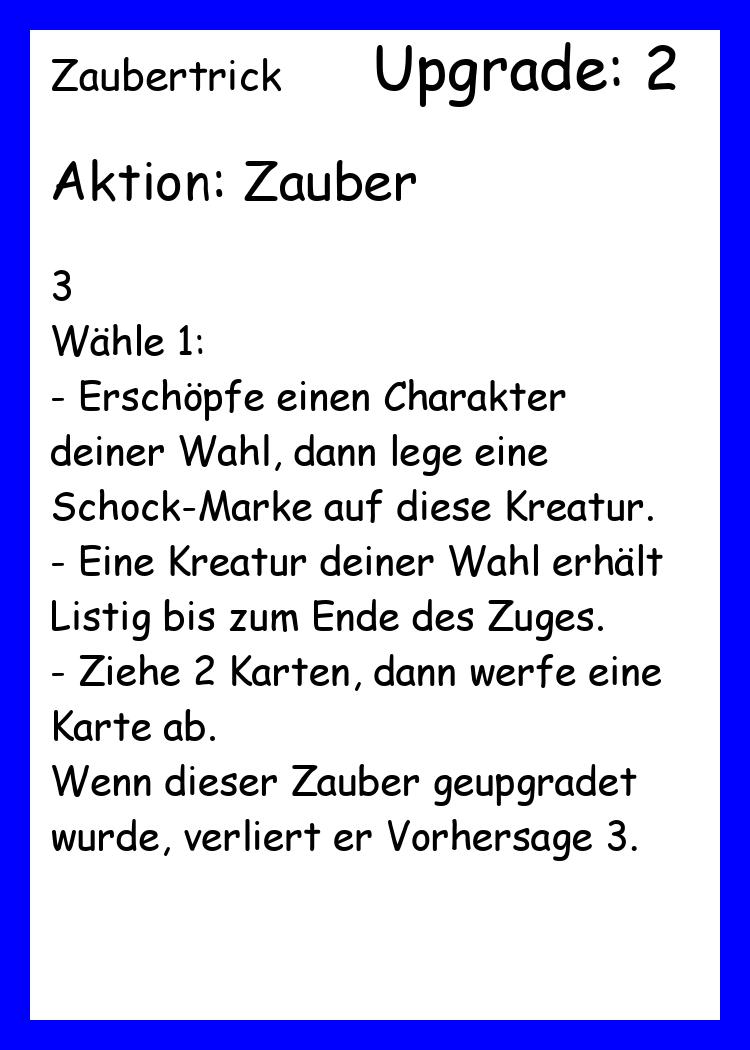 Zaubertrick Upgrade: 2
Aktion: Zauber
3
Wähle 1:
- Erschöpfe einen Charakter
deiner Wahl, dann lege eine
Schock-Marke auf diese Kreatur.
- Eine Kreatur deiner Wahl erhält
Listig bis zum Ende des Zuges.
- Ziehe 2 Karten, dann werfe eine
Karte ab.
Wenn dieser Zauber geupgradet
wurde, verliert er Vorhersage 3.